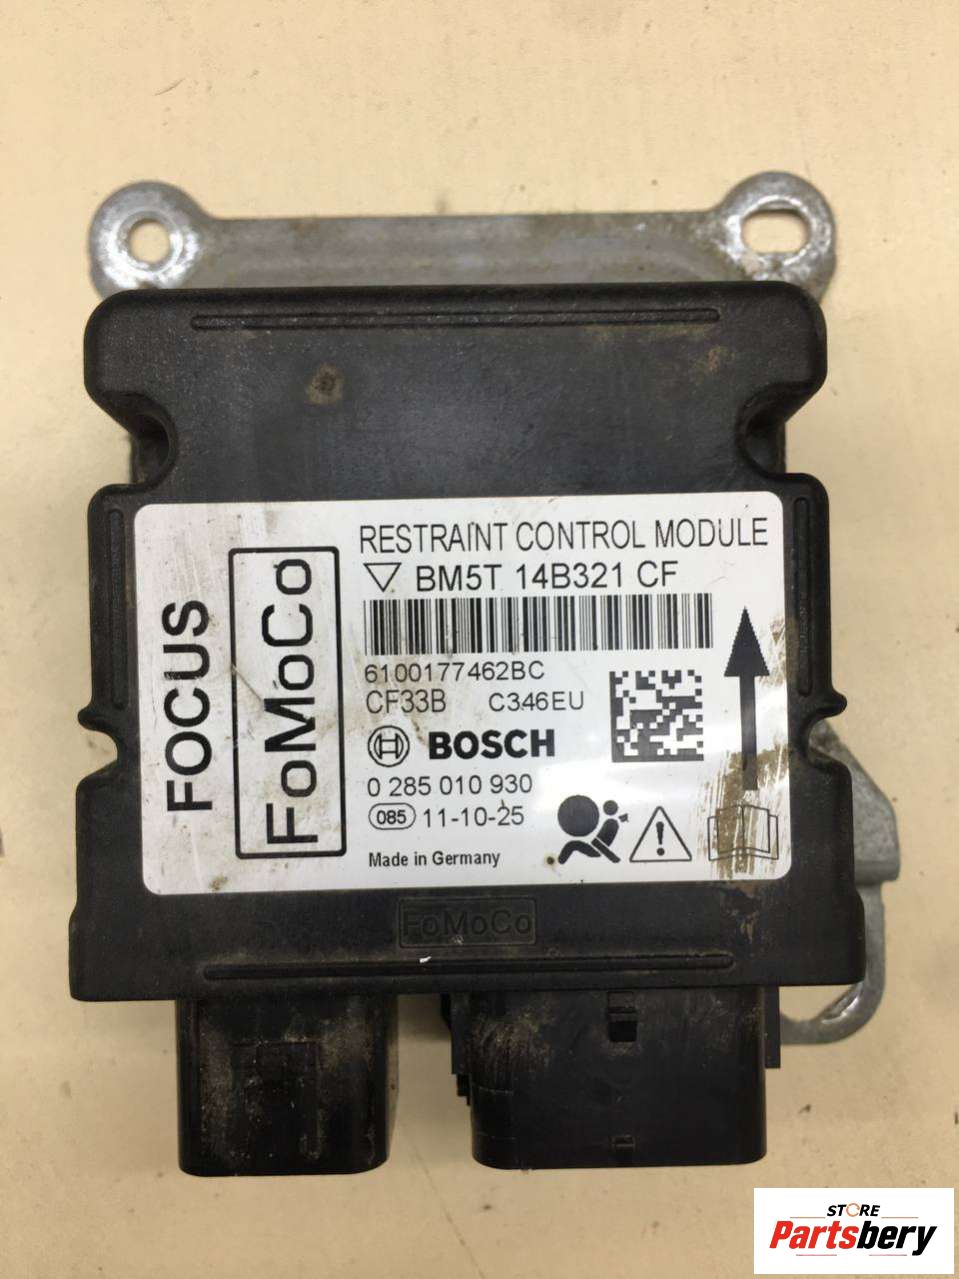 FOCUS
FoMoCo
RESTRAINT CONTROL MODULE
BM5T 14B321 CF
6100177462BC
CF33B C346EU
BOSCH
0 285 010 930
085 11-10-25
Made in Germany
FoMoCo
STORE
Partsbery